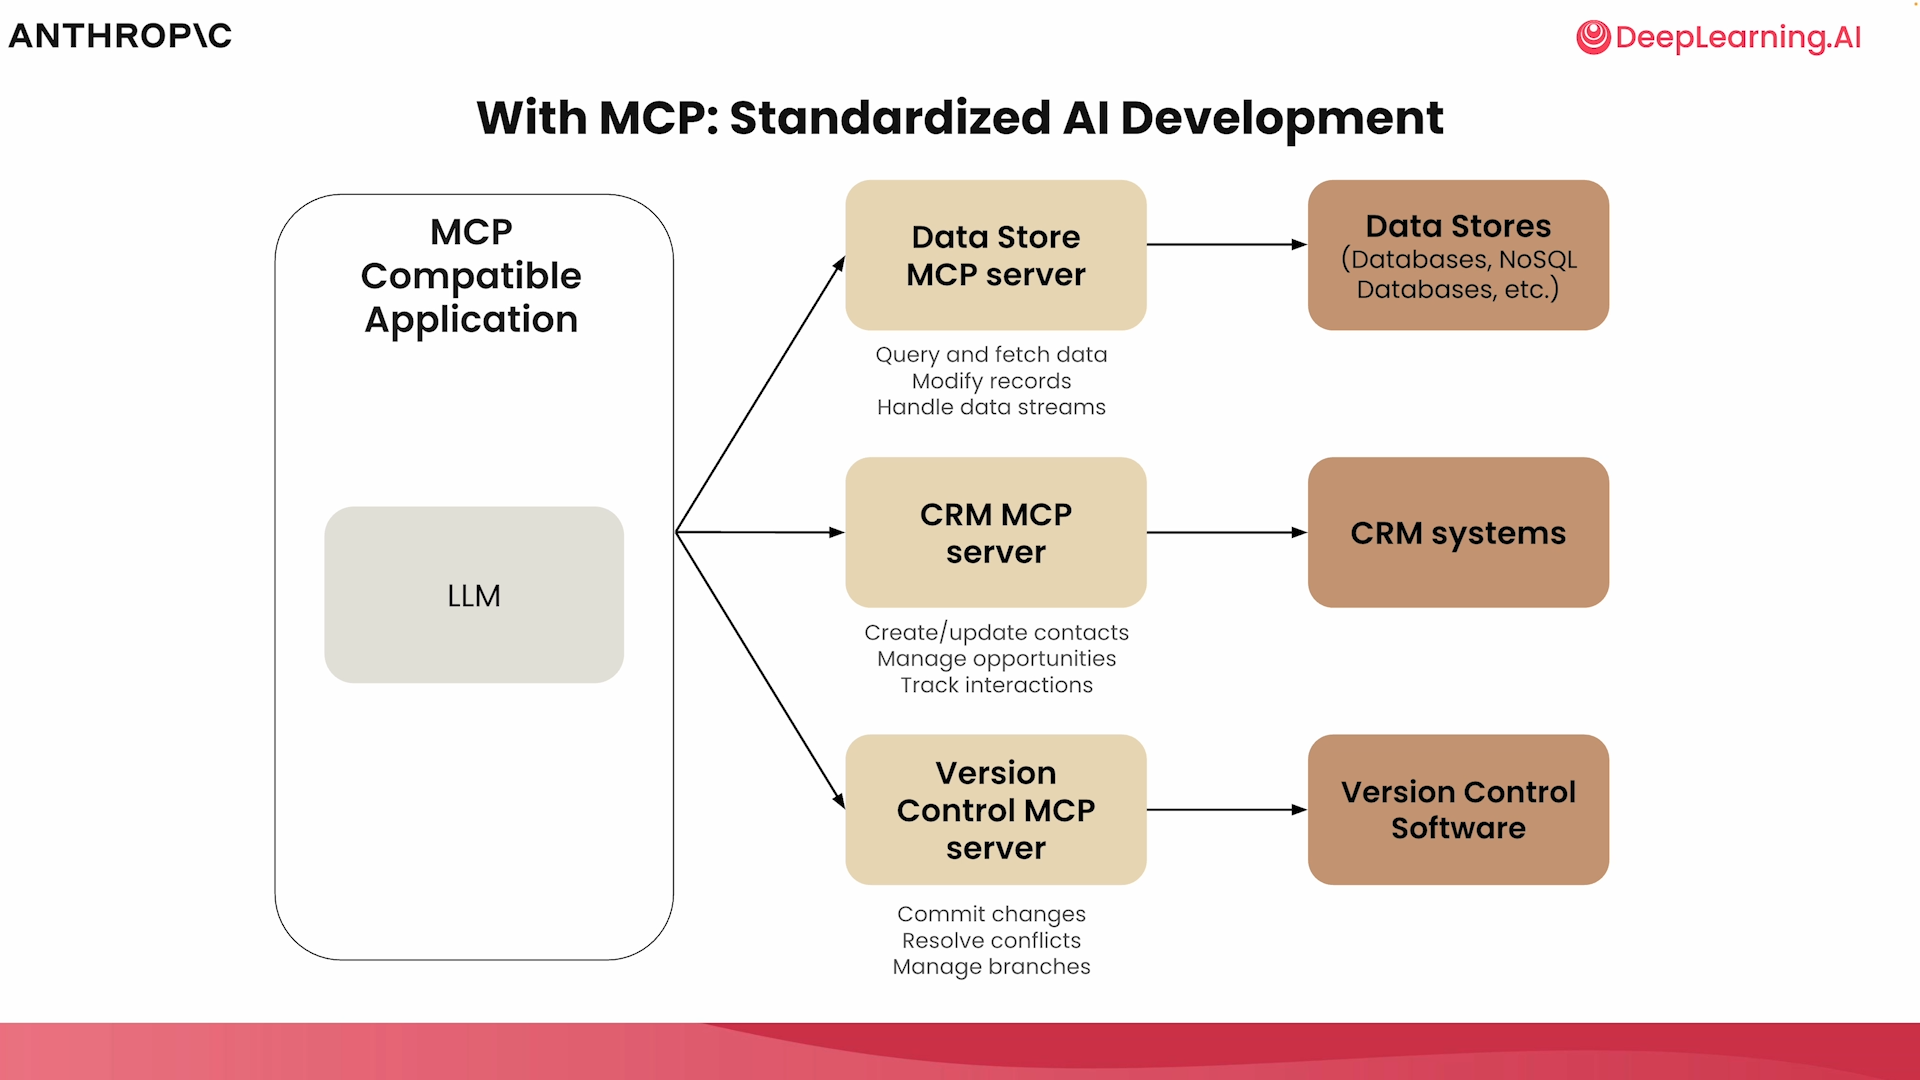 ANTHROP\C
DeepLearning.AI
With MCP: Standardized AI Development
MCP
Compatible
Application
LLM
Data Store
MCP server
Query and fetch data
Modify records
Handle data streams
Data Stores
(Databases, NoSQL
Databases, etc.)
CRM MCP
server
Create/update contacts
Manage opportunities
Track interactions
CRM systems
Version
Control MCP
server
Commit changes
Resolve conflicts
Manage branches
Version Control
Software